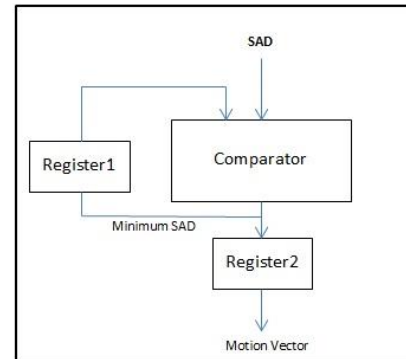 SAD
Comparator
Register1
Minimum SAD
Register2
Motion Vector